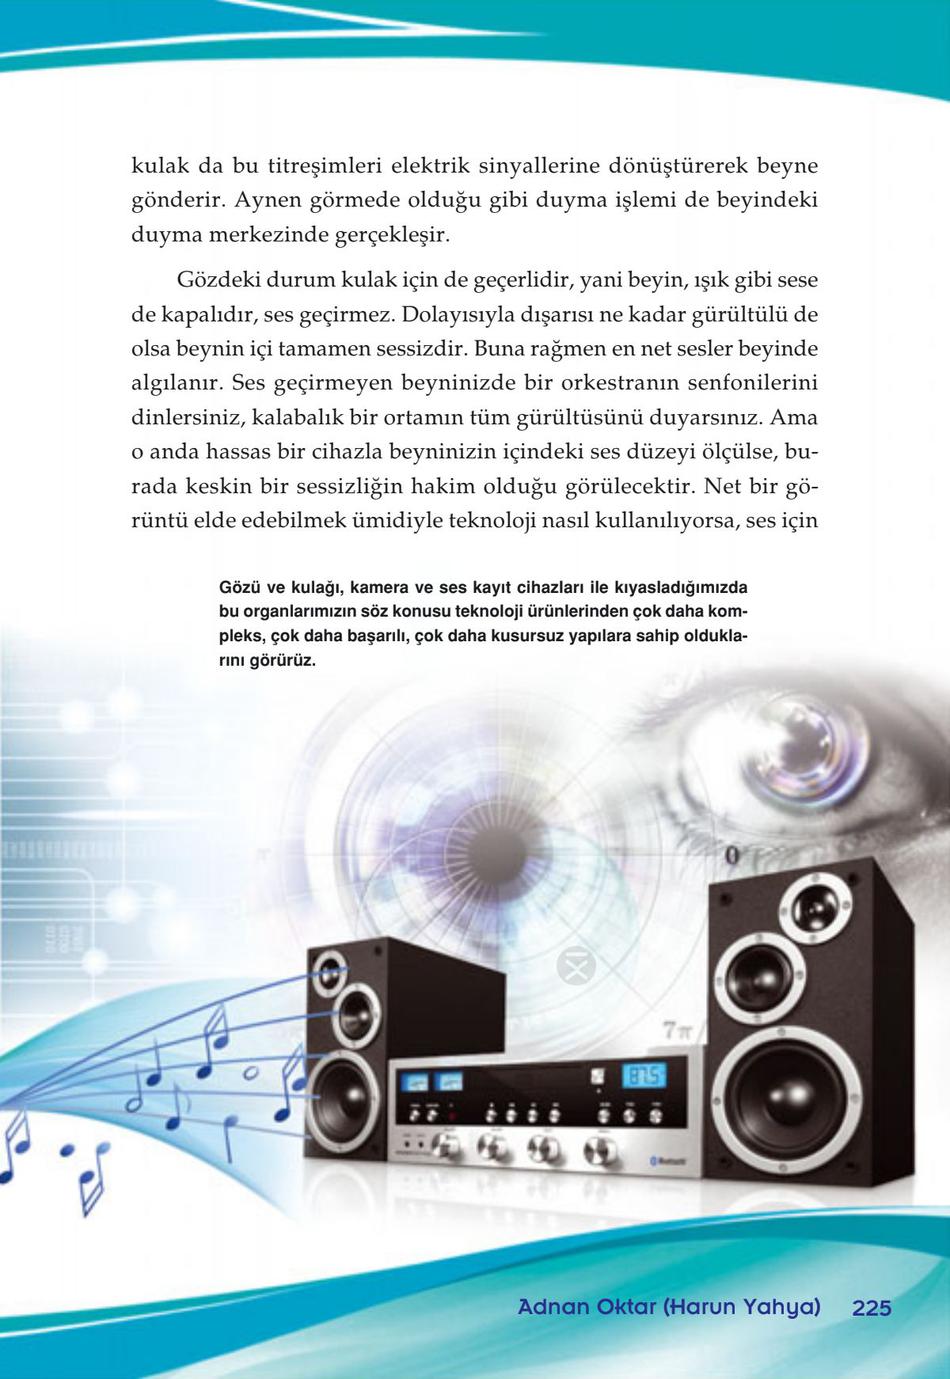 kulak da bu titreşimleri elektrik sinyallerine dönüştürerek beyne
gönderir. Aynen görmede olduğu gibi duyma işlemi de beyindeki
duyma merkezinde gerçekleşir.
Gözdeki durum kulak için de geçerlidir, yani beyin, ışık gibi sese
de kapalıdır, ses geçirmez. Dolayısıyla dışarısı ne kadar gürültülü de
olsa beynin içi tamamen sessizdir. Buna rağmen en net sesler beyinde
algılanır. Ses geçirmeyen beyninizde bir orkestranın senfonilerini
dinlersiniz, kalabalık bir ortamın tüm gürültüsünü duyarsınız. Ama
o anda hassas bir cihazla beyninizin içindeki ses düzeyi ölçülse, bu-
rada keskin bir sessizliğin hakim olduğu görülecektir. Net bir gö-
rüntü elde edebilmek ümidiyle teknoloji nasıl kullanılıyorsa, ses için
Gözü ve kulağı, kamera ve ses kayıt cihazları ile kıyasladığımızda
bu organlarımızın söz konusu teknoloji ürünlerinden çok daha kom-
pleks, çok daha başarılı, çok daha kusursuz yapılara sahip oldukla-
rını görürüz.
0
7π
87.5
Bluetooth
Adnan Oktar (Harun Yahya) 225